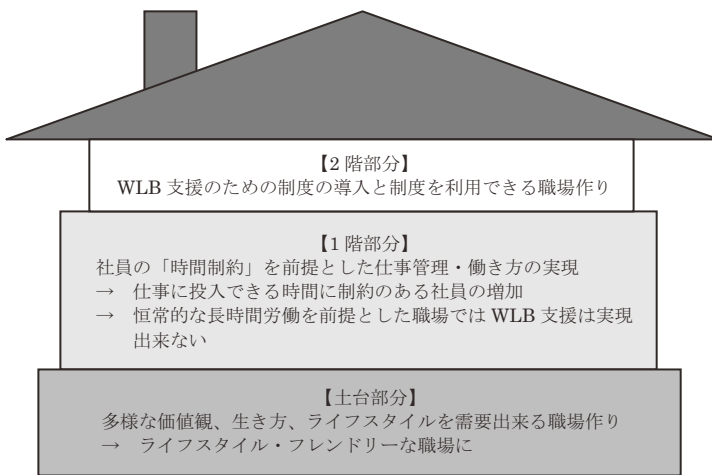 【2 階部分】
WLB 支援のための制度の導入と制度を利用できる職場作り
【1 階部分】
社員の「時間制約」を前提とした仕事管理・働き方の実現
→ 仕事に投入できる時間に制約のある社員の増加
→ 恒常的な長時間労働を前提とした職場では WLB 支援は実現
出来ない
【土台部分】
多様な価値観、生き方、ライフスタイルを需要出来る職場作り
→ ライフスタイル・フレンドリーな職場に